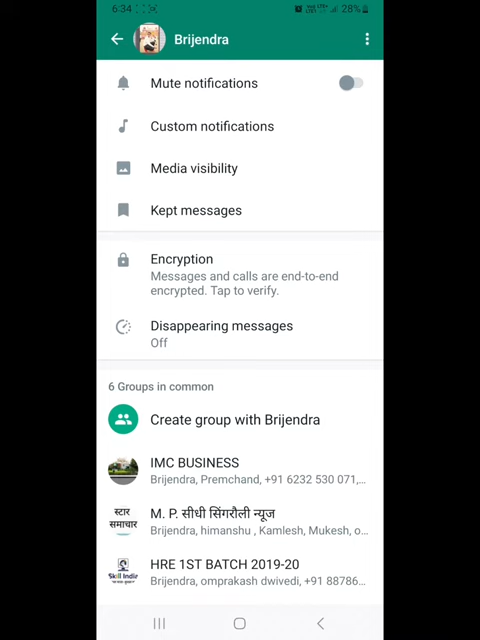 6:34
28%
Brijendra
Mute notifications
Custom notifications
Media visibility
Kept messages
Encryption
Messages and calls are end-to-end
encrypted. Tap to verify.
Disappearing messages
Off
6 Groups in common
Create group with Brijendra
IMC BUSINESS
Brijendra, Premchand, +91 6232 530 071,...
स्टार
समाचार
M. P. सीधी सिंगरौली न्यूज
Brijendra, himanshu , Kamlesh, Mukesh, o...
Skill India
HRE 1ST BATCH 2019-20
Brijendra, omprakash dwivedi, +91 88786...